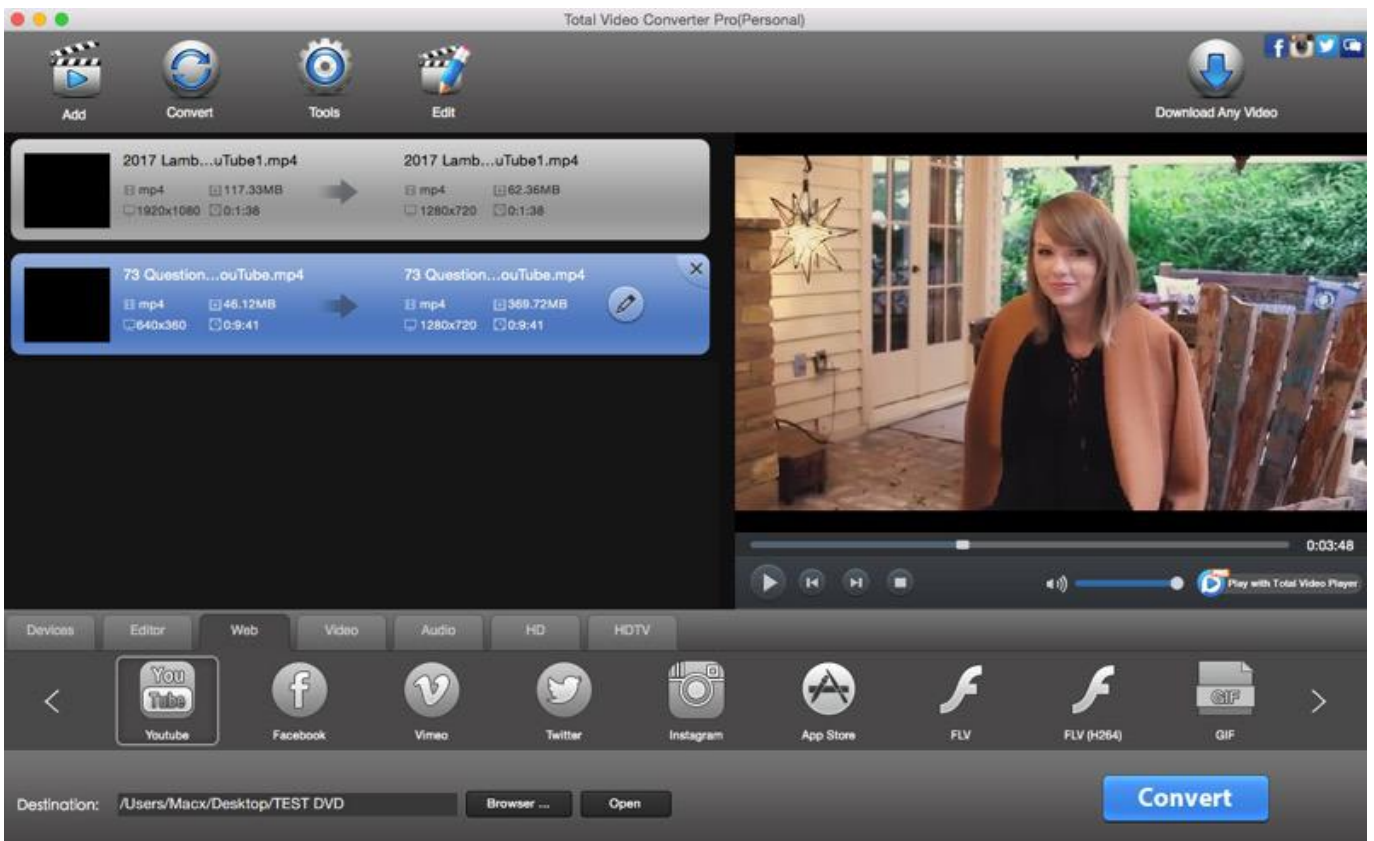 Total Video Converter Pro(Personal)
Add
Convert
Tools
Edit
Download Any Video
2017 Lamb...uTube1.mp4
mp4 117.33MB
1920x1080 0:1:38
2017 Lamb...uTube1.mp4
mp4 62.36MB
1280x720 0:1:38
73 Question...ouTube.mp4
mp4 46.12MB
640x360 0:9:41
73 Question...ouTube.mp4
mp4 369.72MB
1280x720 0:9:41
0:03:48
Play with Total Video Player
Devices Editor Web Video Audio HD HDTV
You
Tube
GIF
Youtube Facebook Vimeo Twitter Instagram App Store FLV FLV (H264) GIF
Destination: /Users/Macx/Desktop/TEST DVD Browser ... Open
Convert